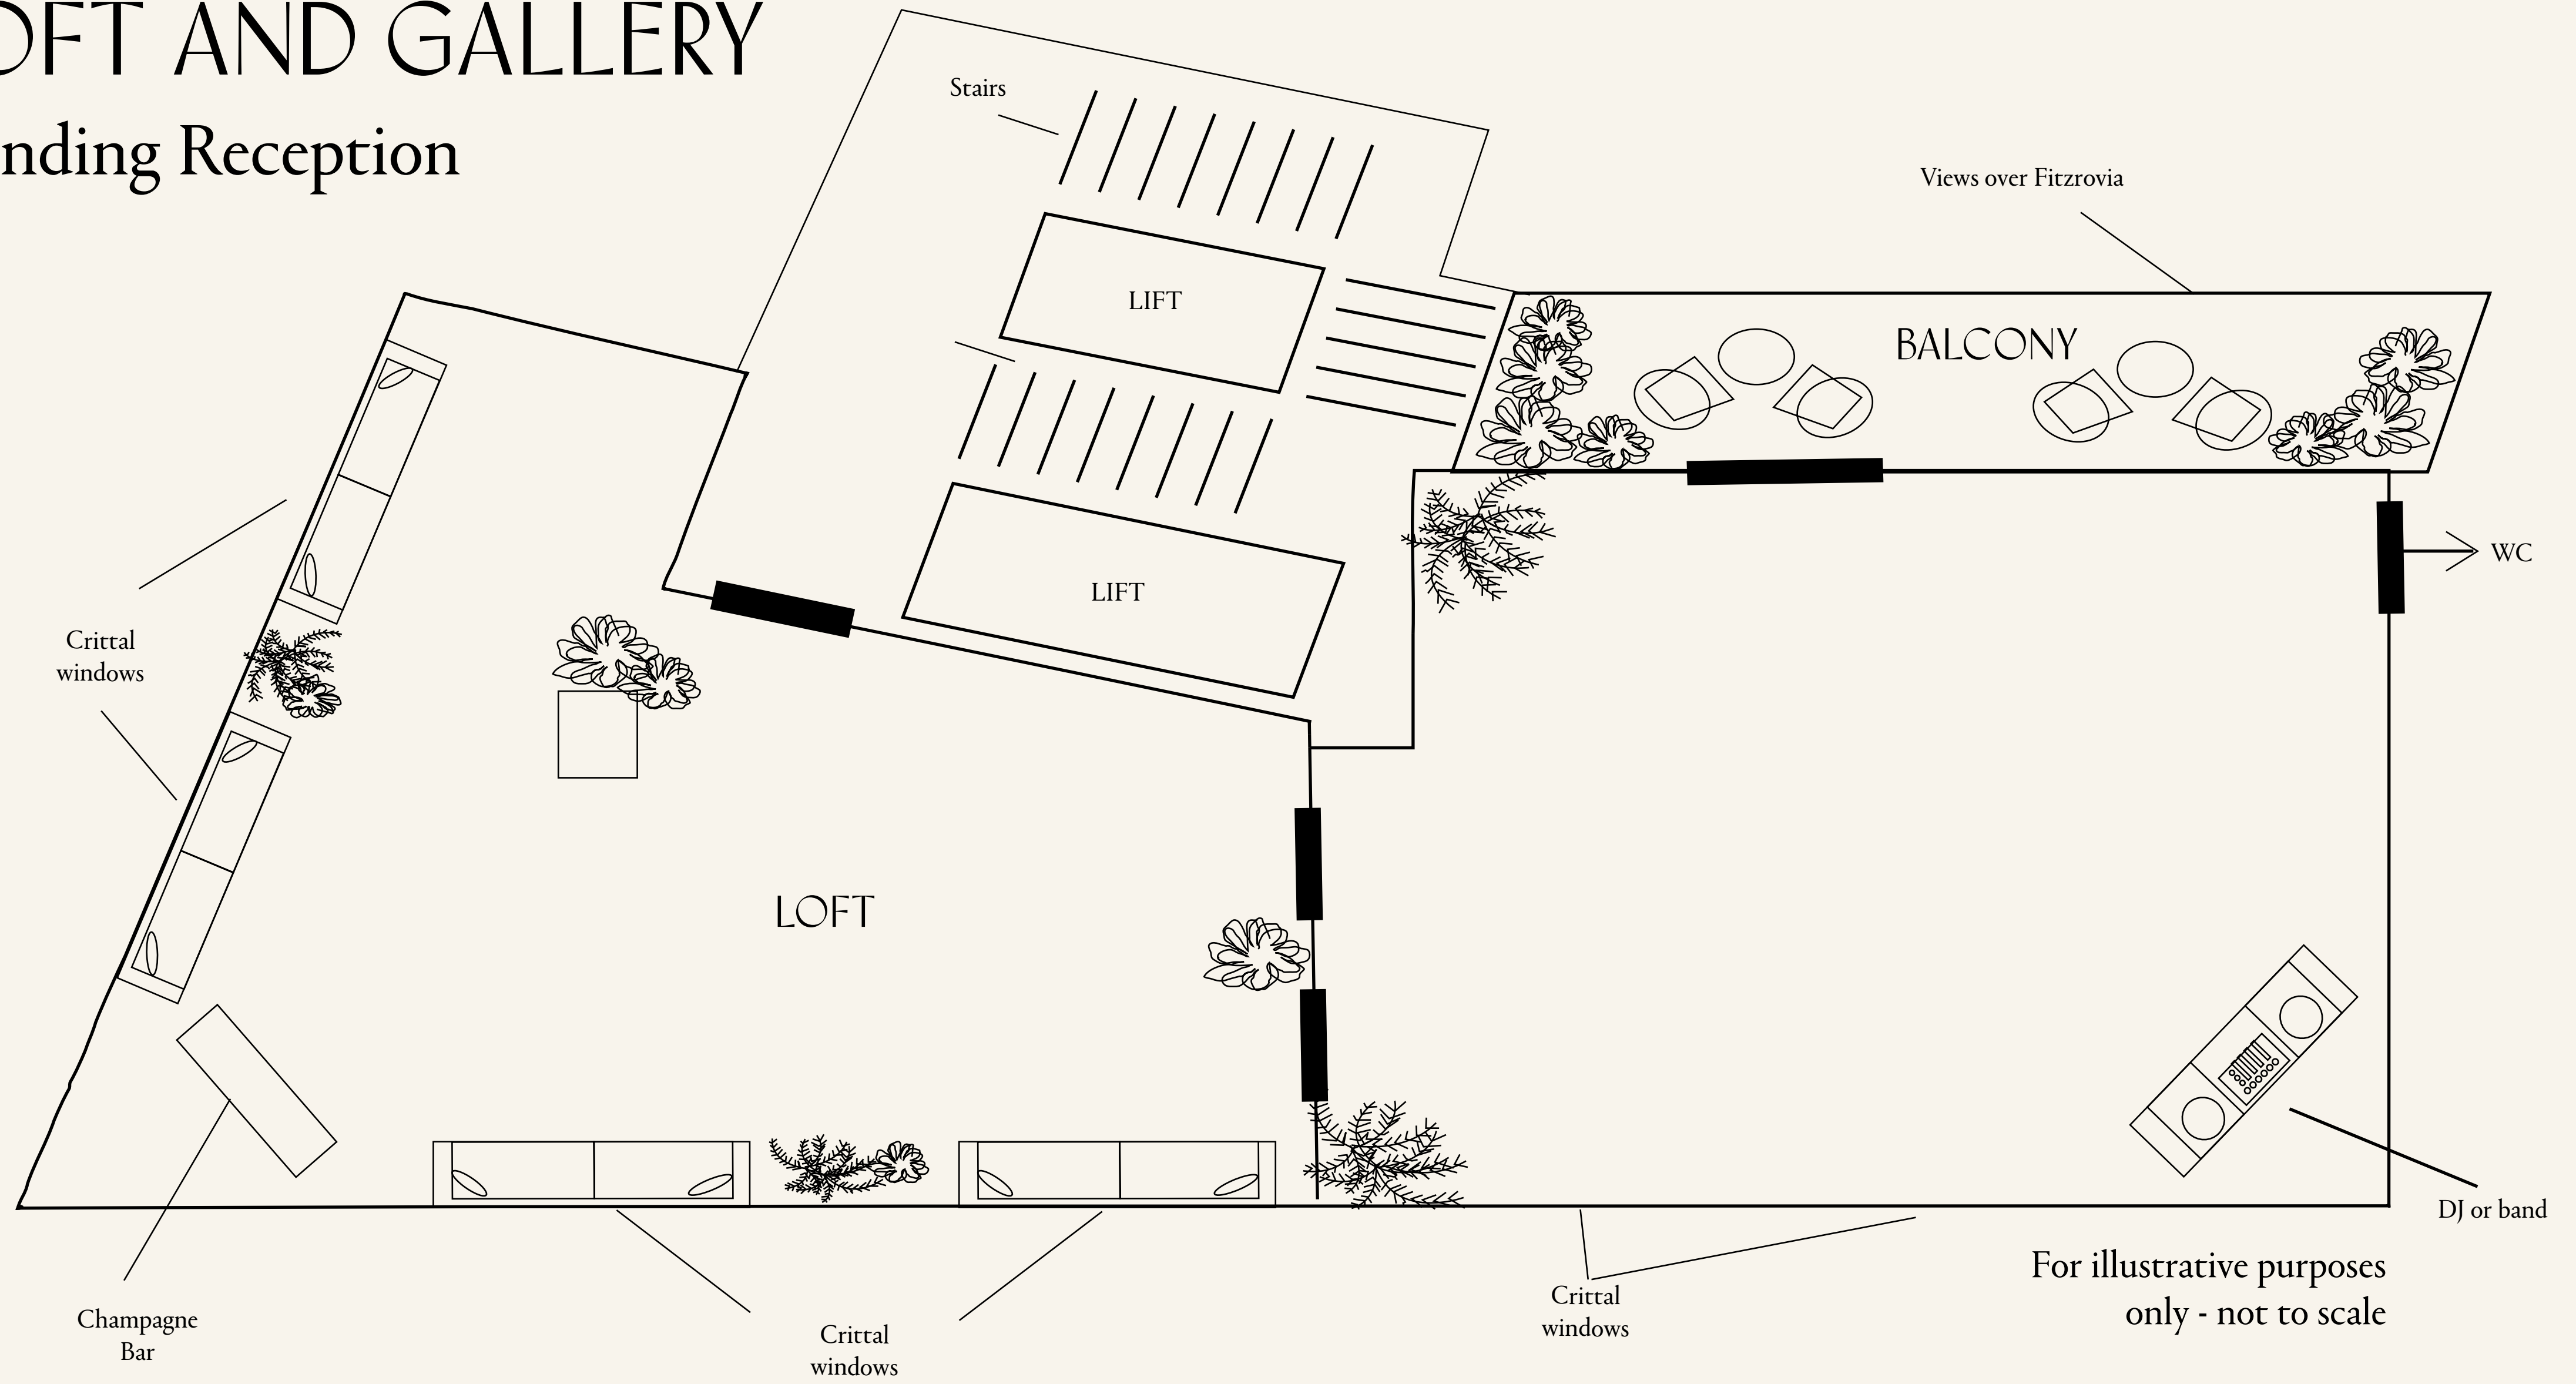 OFT AND GALLERY
nding Reception
Stairs
Views over Fitzrovia
LIFT
BALCONY
WC
LIFT
Crittal
windows
LOFT
DJ or band
For illustrative purposes
only - not to scale
Champagne
Bar
Crittal
windows
Crittal
windows